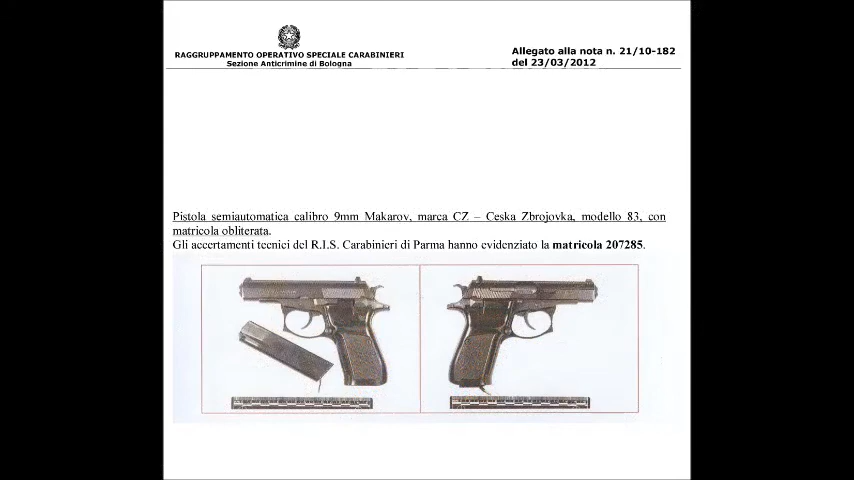 RAGGRUPPAMENTO OPERATIVO SPECIALE CARABINIERI
Sezione Anticrimine di Bologna
Allegato alla nota n. 21/10-182
del 23/03/2012
Pistola semiautomatica calibro 9mm Makarov, marca CZ – Ceska Zbrojovka, modello 83, con
matricola obliterata.
Gli accertamenti tecnici del R.I.S. Carabinieri di Parma hanno evidenziato la matricola 207285.